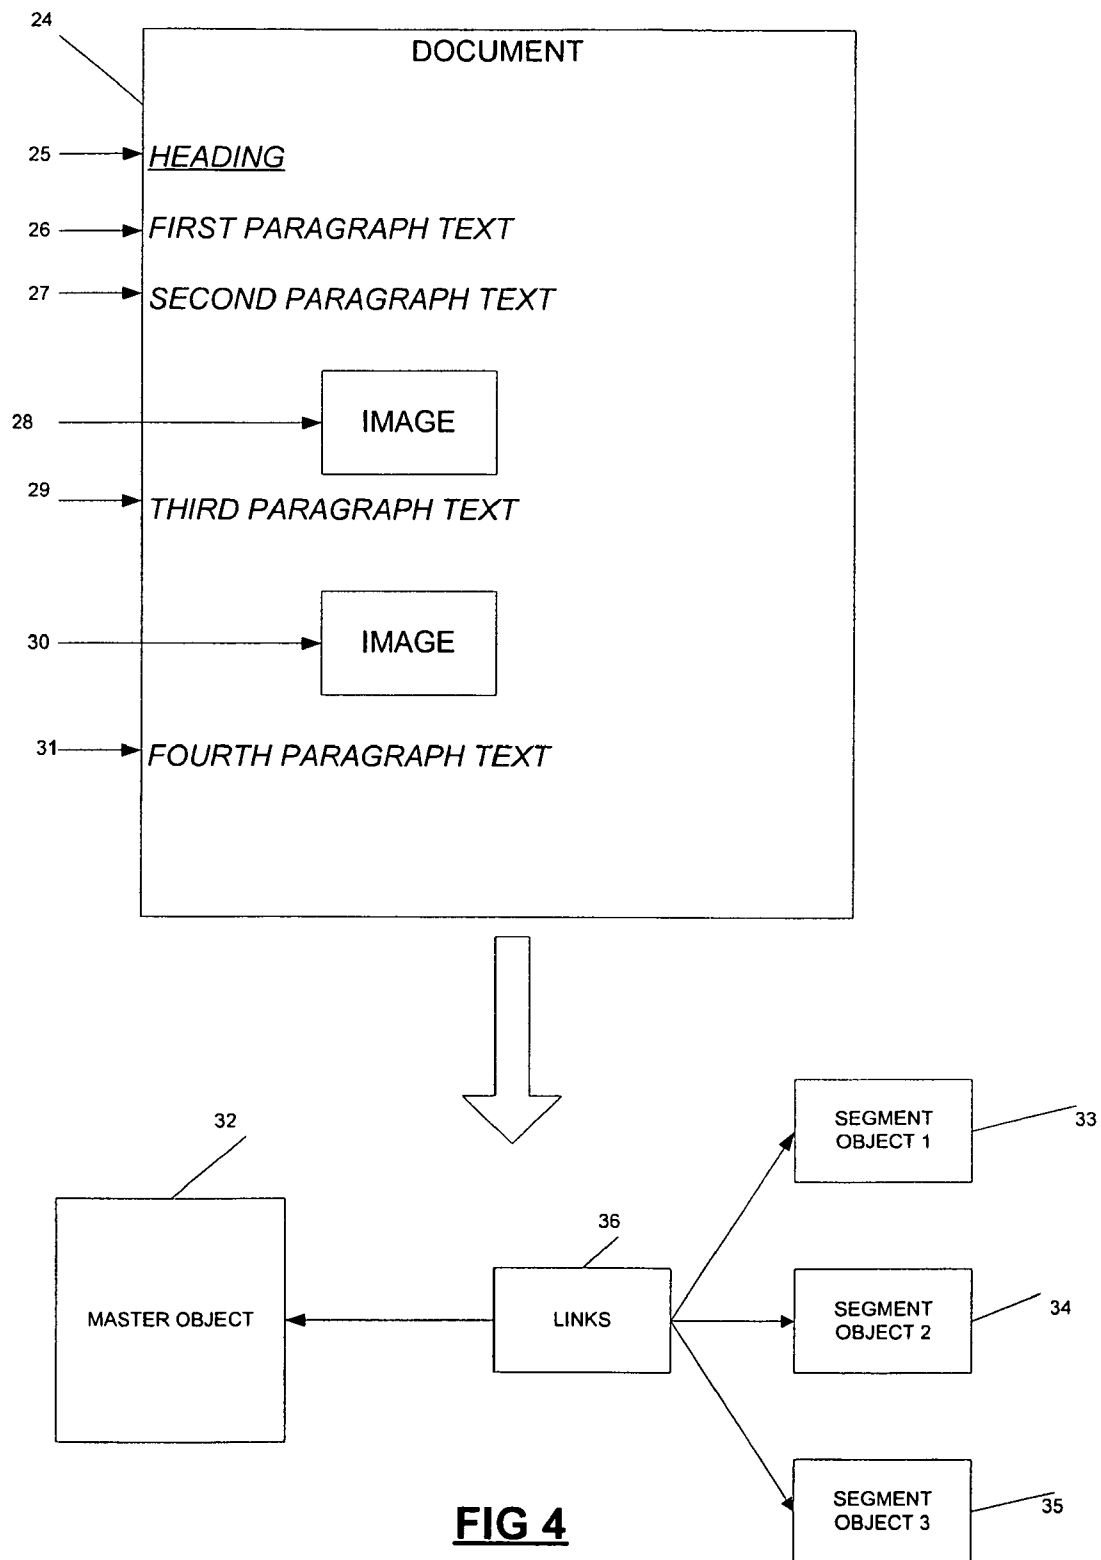 24
DOCUMENT
25
HEADING
26
FIRST PARAGRAPH TEXT
27
SECOND PARAGRAPH TEXT
28
IMAGE
29
THIRD PARAGRAPH TEXT
30
IMAGE
31
FOURTH PARAGRAPH TEXT
32
MASTER OBJECT
36
LINKS
SEGMENT
OBJECT 1
33
SEGMENT
OBJECT 2
34
SEGMENT
OBJECT 3
35
FIG 4